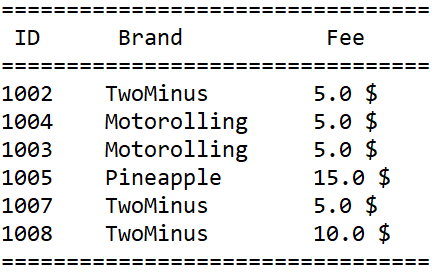 =================================
ID Brand Fee
=================================
1002 TwoMinus 5.0 $
1004 Motorolling 5.0 $
1003 Motorolling 5.0 $
1005 Pineapple 15.0 $
1007 TwoMinus 5.0 $
1008 TwoMinus 10.0 $
=================================